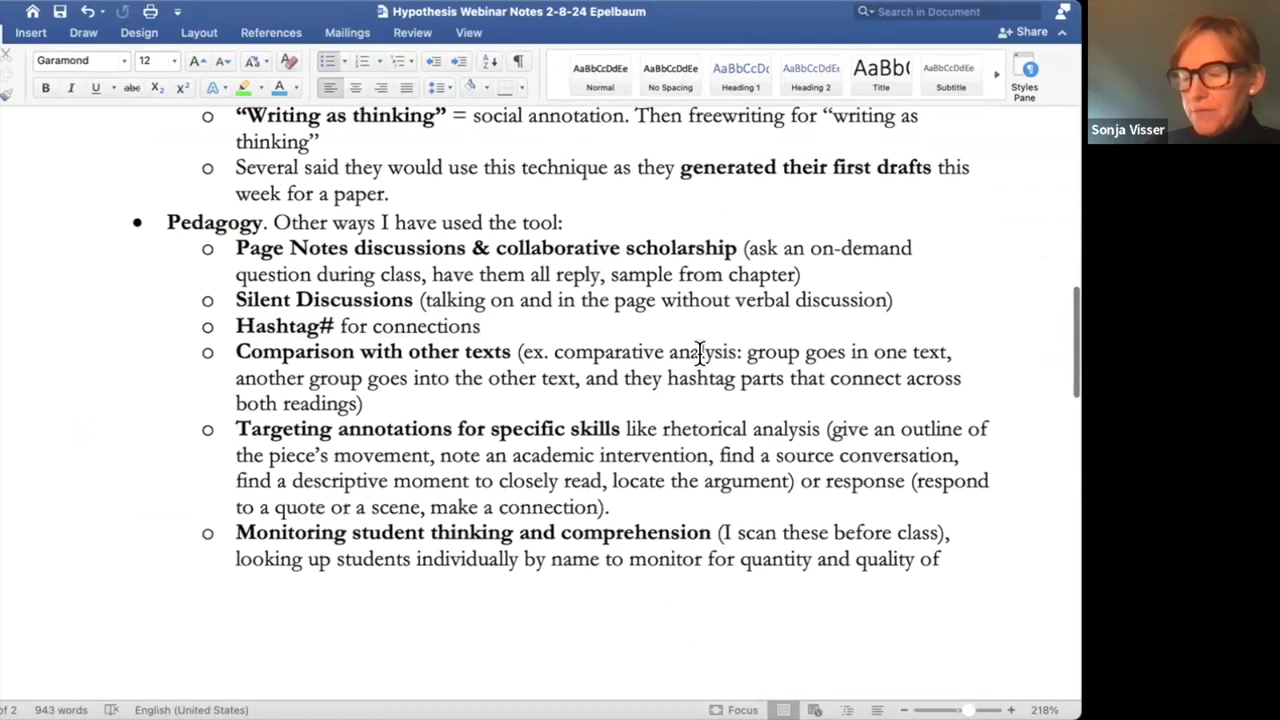 Hypothesis Webinar Notes 2-8-24 Epelbaum
Search in Document
Insert Draw Design Layout References Mailings Review View
Share
Garamond 12
AaBbCcDdEe AaBbCcDdEe AaBbCcDc AaBbCcDdEe AaBb( AaBbCcDdEe
Normal No Spacing Heading 1 Heading 2 Title Subtitle
Styles
Pane
B I U abc X₂ X² A A
Sonja Visser
“Writing as thinking” = social annotation. Then freewriting for “writing as
thinking”
Several said they would use this technique as they generated their first drafts this
week for a paper.
Pedagogy. Other ways I have used the tool:
Page Notes discussions & collaborative scholarship (ask an on-demand
question during class, have them all reply, sample from chapter)
Silent Discussions (talking on and in the page without verbal discussion)
Hashtag# for connections
Comparison with other texts (ex. comparative analysis: group goes in one text,
another group goes into the other text, and they hashtag parts that connect across
both readings)
Targeting annotations for specific skills like rhetorical analysis (give an outline of
the piece’s movement, note an academic intervention, find a source conversation,
find a descriptive moment to closely read, locate the argument) or response (respond
to a quote or a scene, make a connection).
Monitoring student thinking and comprehension (I scan these before class),
looking up students individually by name to monitor for quantity and quality of
of 2 943 words English (United States) Focus 218%